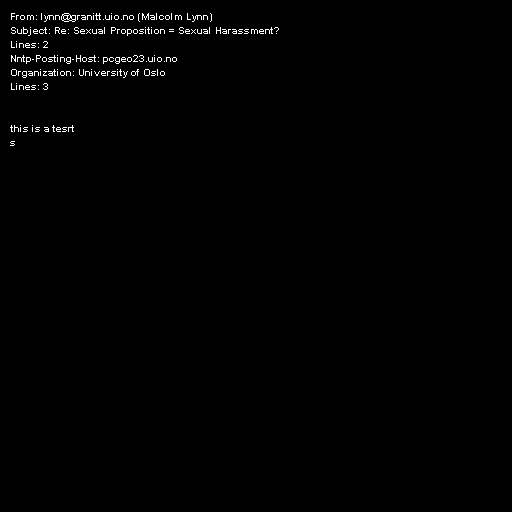 From: lynn@granitt.uio.no (Malcolm Lynn)
Subject: Re: Sexual Proposition = Sexual Harassment?
Lines: 2
Nntp-Posting-Host: pcgeo23.uio.no
Organization: University of Oslo
Lines: 3
this is a tesrt
s